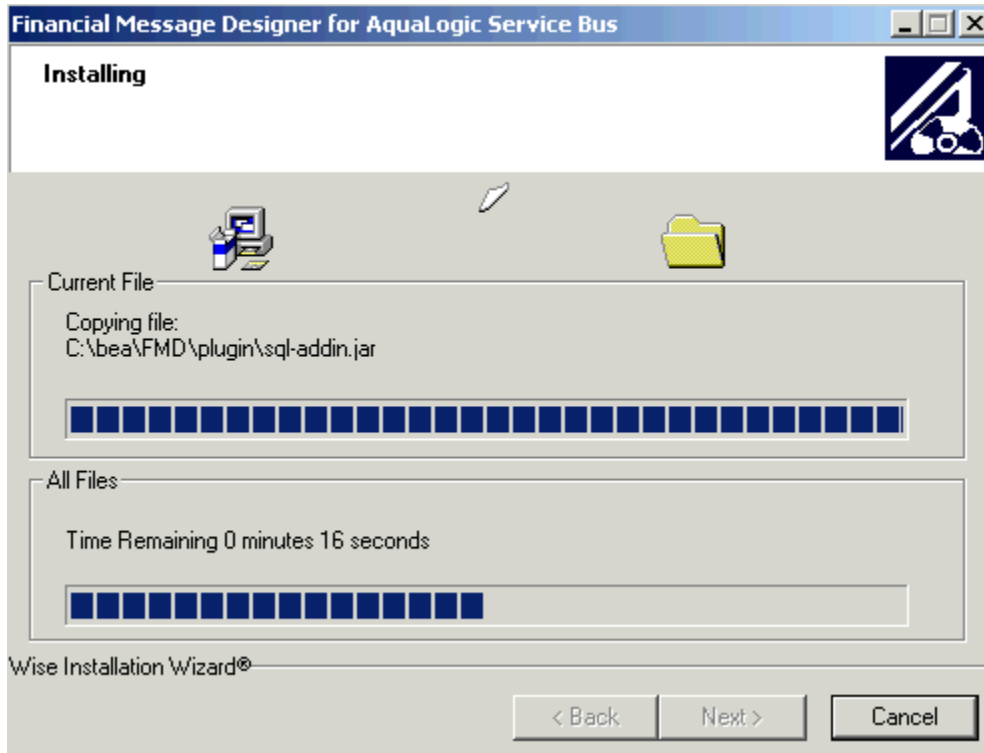 Financial Message Designer for AquaLogic Service Bus
Installing
Current File
Copying file:
C:\bea\FMD\plugin\sql-addin.jar
All Files
Time Remaining 0 minutes 16 seconds
Wise Installation Wizard®
< Back
Next >
Cancel